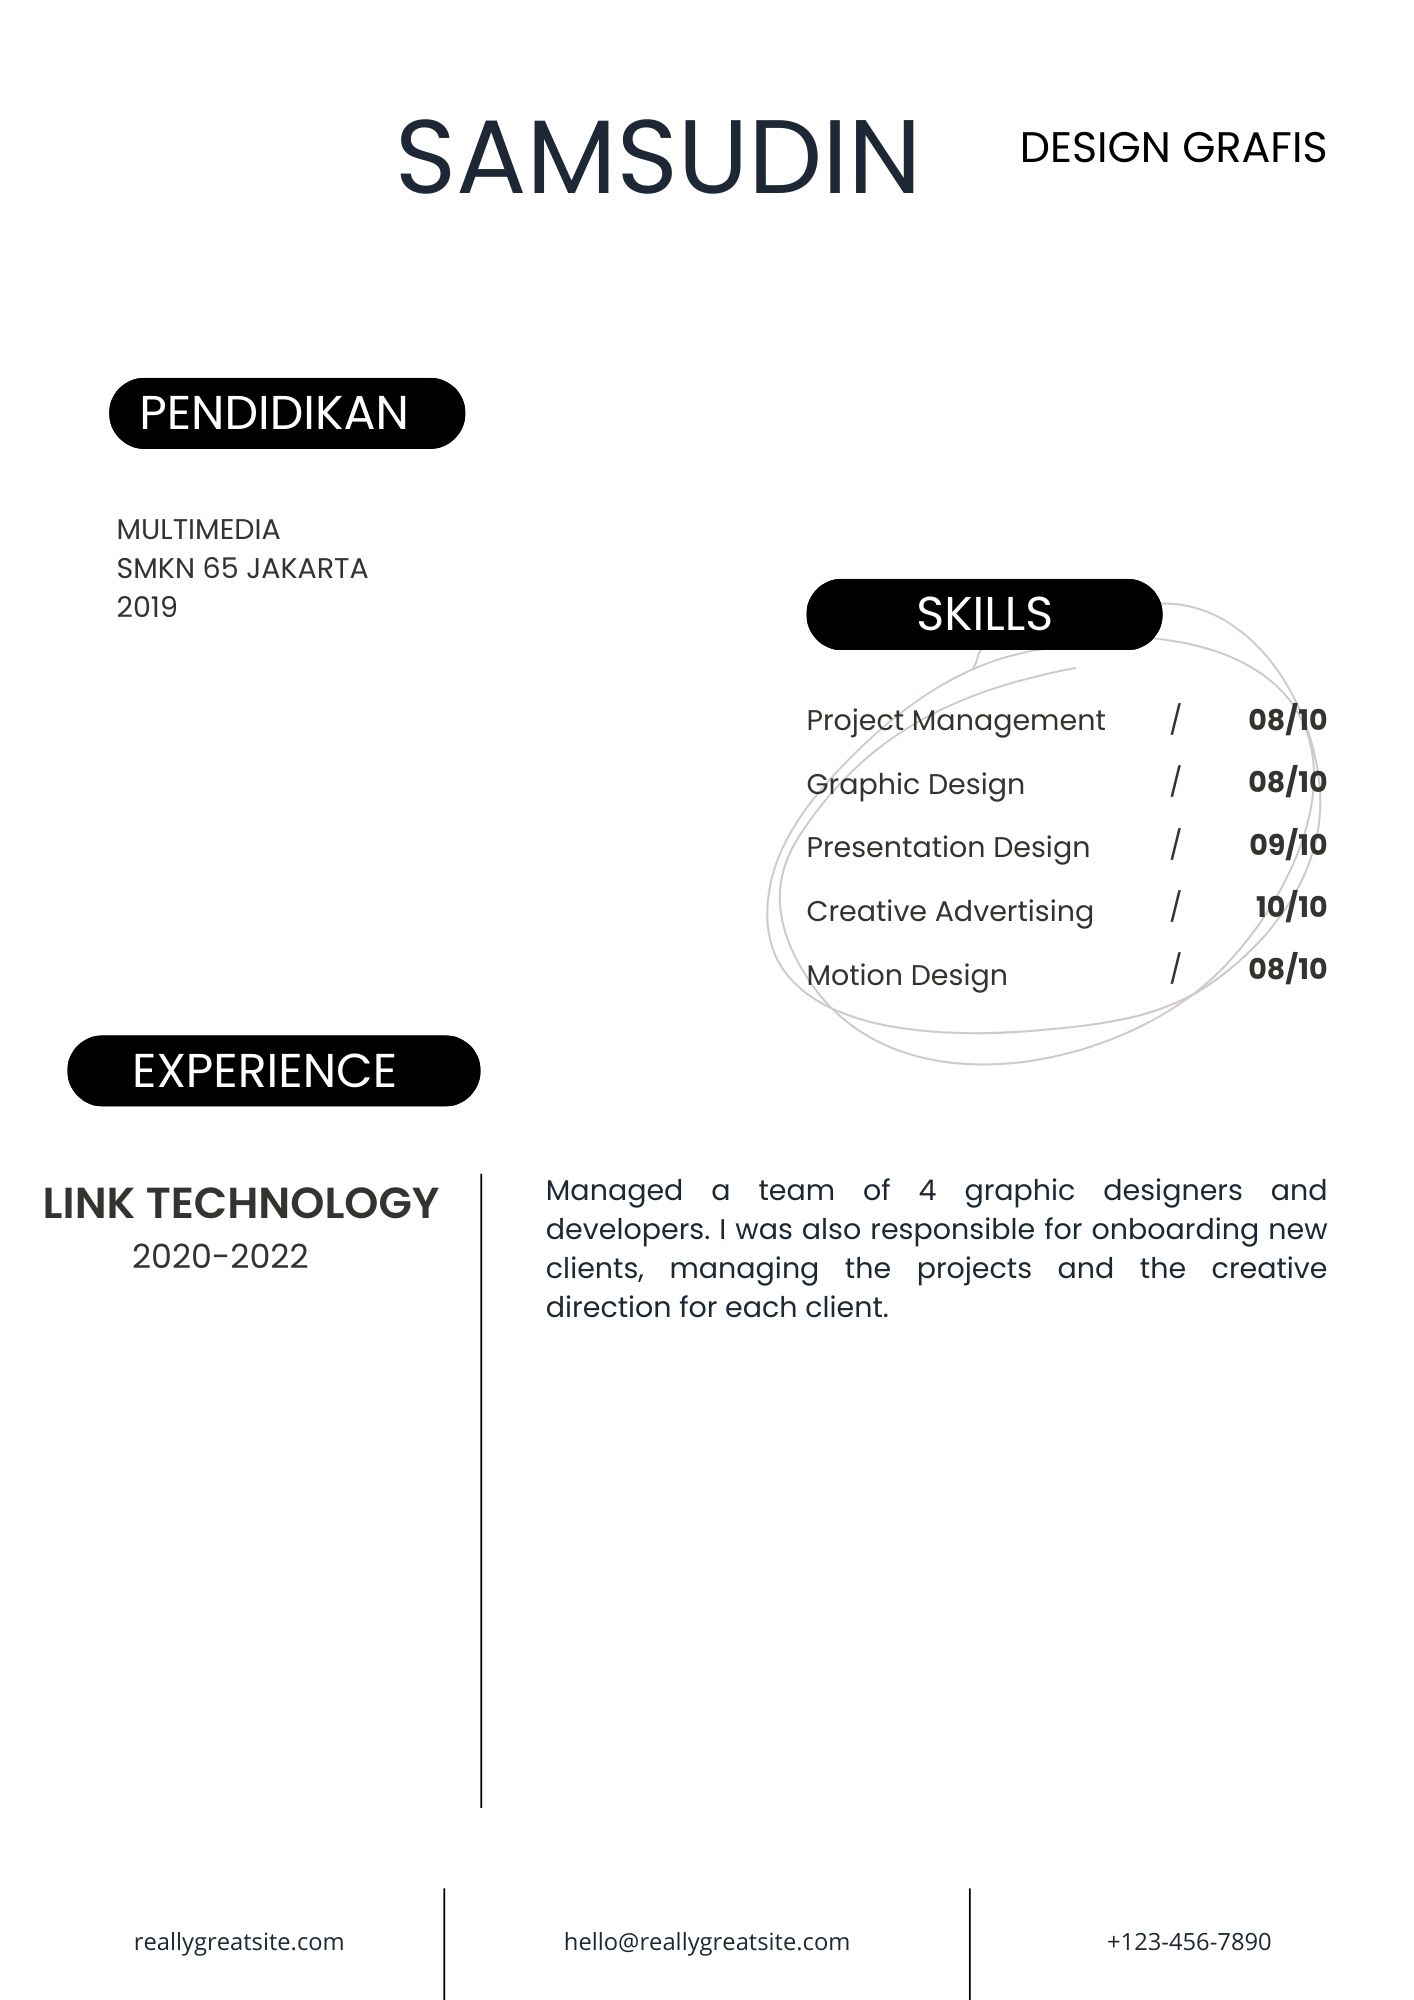 SAMSUDIN
DESIGN GRAFIS
PENDIDIKAN
MULTIMEDIA
SMKN 65 JAKARTA
2019
SKILLS
Project Management / 08/10
Graphic Design / 08/10
Presentation Design / 09/10
Creative Advertising / 10/10
Motion Design / 08/10
EXPERIENCE
LINK TECHNOLOGY
2020-2022
Managed a team of 4 graphic designers and
developers. I was also responsible for onboarding new
clients, managing the projects and the creative
direction for each client.
reallygreatsite.com
hello@reallygreatsite.com
+123-456-7890